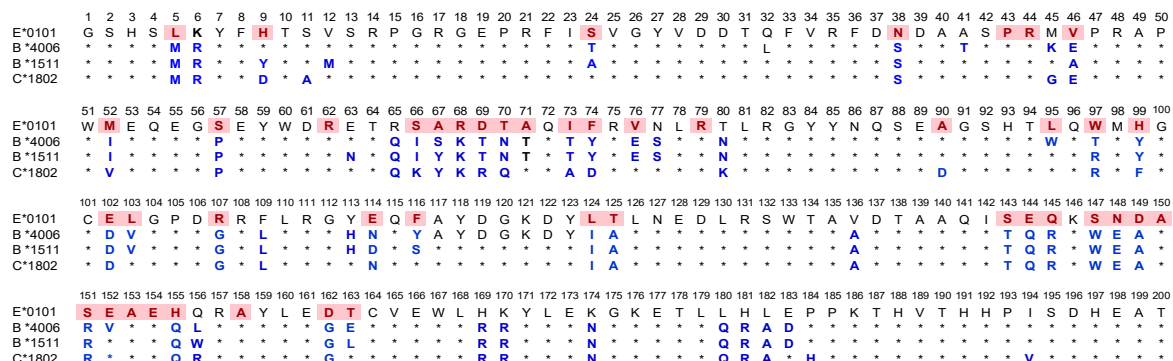 1 2 3 4 5 6 7 8 9 10 11 12 13 14 15 16 17 18 19 20 21 22 23 24 25 26 27 28 29 30 31 32 33 34 35 36 37 38 39 40 41 42 43 44 45 46 47 48 49 50
E*0101 G S H S L K Y F H T S V S R P G R G E P R F I S V G Y V D D T Q F V R F D N D A A S P R M V P R A P
B *4006 * * * * M R * * * * * * * * * * * * * * * * * T * * * * * * * L * * * * * S * * T * * * K E * * * *
B *1511 * * * * M R * * Y * * M * * * * * * * * * * * A * * * * * * * * * * * * * S * * * * * * * A * * * *
C*1802 * * * * M R * * D * A * * * * * * * * * * * * * * * * * * * * * * * * * * S * * * * * * G E * * * *
51 52 53 54 55 56 57 58 59 60 61 62 63 64 65 66 67 68 69 70 71 72 73 74 75 76 77 78 79 80 81 82 83 84 85 86 87 88 89 90 91 92 93 94 95 96 97 98 99 100
E*0101 W M E Q E G S E Y W D R E T R S A R D T A Q I F R V N L R T L R G Y Y N Q S E A G S H T L Q W M H G
B *4006 * I * * * * P * * * * * * * Q I S K T N T * T Y * E S * * N * * * * * * * * * * * * * * W * T * Y *
B *1511 * I * * * * P * * * * * N * Q I Y K T N T * T Y * E S * * N * * * * * * * * * * * * * * * * R * Y *
C*1802 * V * * * * P * * * * * * * Q K Y K R Q * * A D * * * * * K * * * * * * * * * D * * * * * * R * F *
101 102 103 104 105 106 107 108 109 110 111 112 113 114 115 116 117 118 119 120 121 122 123 124 125 126 127 128 129 130 131 132 133 134 135 136 137 138 139 140 141 142 143 144 145 146 147 148 149 150
E*0101 C E L G P D R R F L R G Y E Q F A Y D G K D Y L T L N E D L R S W T A V D T A A Q I S E Q K S N D A
B *4006 * D V * * * G * L * * * H N * Y A Y D G K D Y I A * * * * * * * * * * A * * * * * * T Q R * W E A *
B *1511 * D V * * * G * L * * * H D * S * * * * * * * I A * * * * * * * * * * A * * * * * * T Q R * W E A *
C*1802 * D * * * * G * L * * * * N * * * * * * * * * I A * * * * * * * * * * A * * * * * * T Q R * W E A *
151 152 153 154 155 156 157 158 159 160 161 162 163 164 165 166 167 168 169 170 171 172 173 174 175 176 177 178 179 180 181 182 183 184 185 186 187 188 189 190 191 192 193 194 195 196 197 198 199 200
E*0101 S E A E H Q R A Y L E D T C V E W L H K Y L E K G K E T L L H L E P P K T H V T H H P I S D H E A T
B *4006 R V * * Q L * * * * * G E * * * * * R R * * * N * * * * * Q R A D * * * * * * * * * * * * * * * * *
B *1511 R * * * Q W * * * * * G L * * * * * R R * * * N * * * * * Q R A D * * * * * * * * * * * * * * * * *
C*1802 R * * * Q R * * * * * G * * * * * * R R * * * N * * * * * Q R A * H * * * * * * * * * V * * * * * *